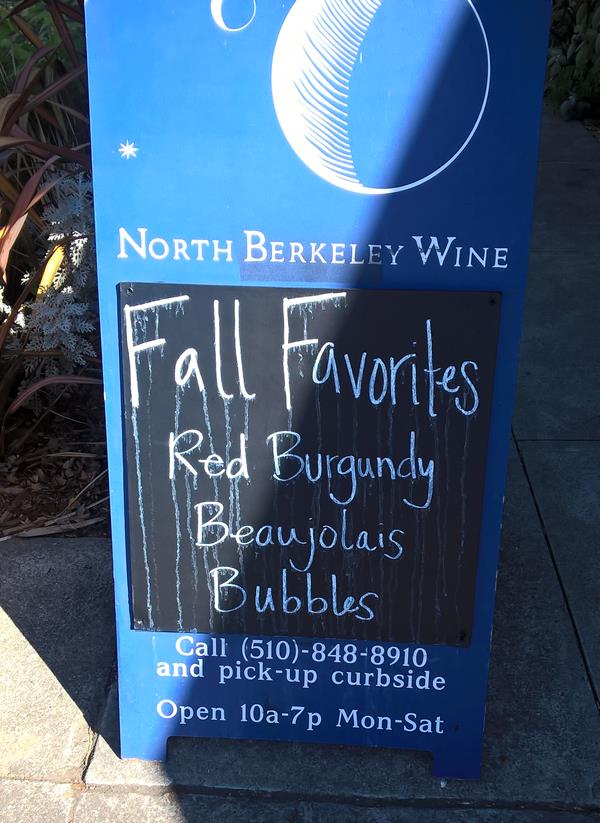 North Berkeley Wine
Fall Favorites
Red Burgundy
Beaujolais
Bubbles
Call (510)-848-8910
and pick-up curbside
Open 10a-7p Mon-Sat